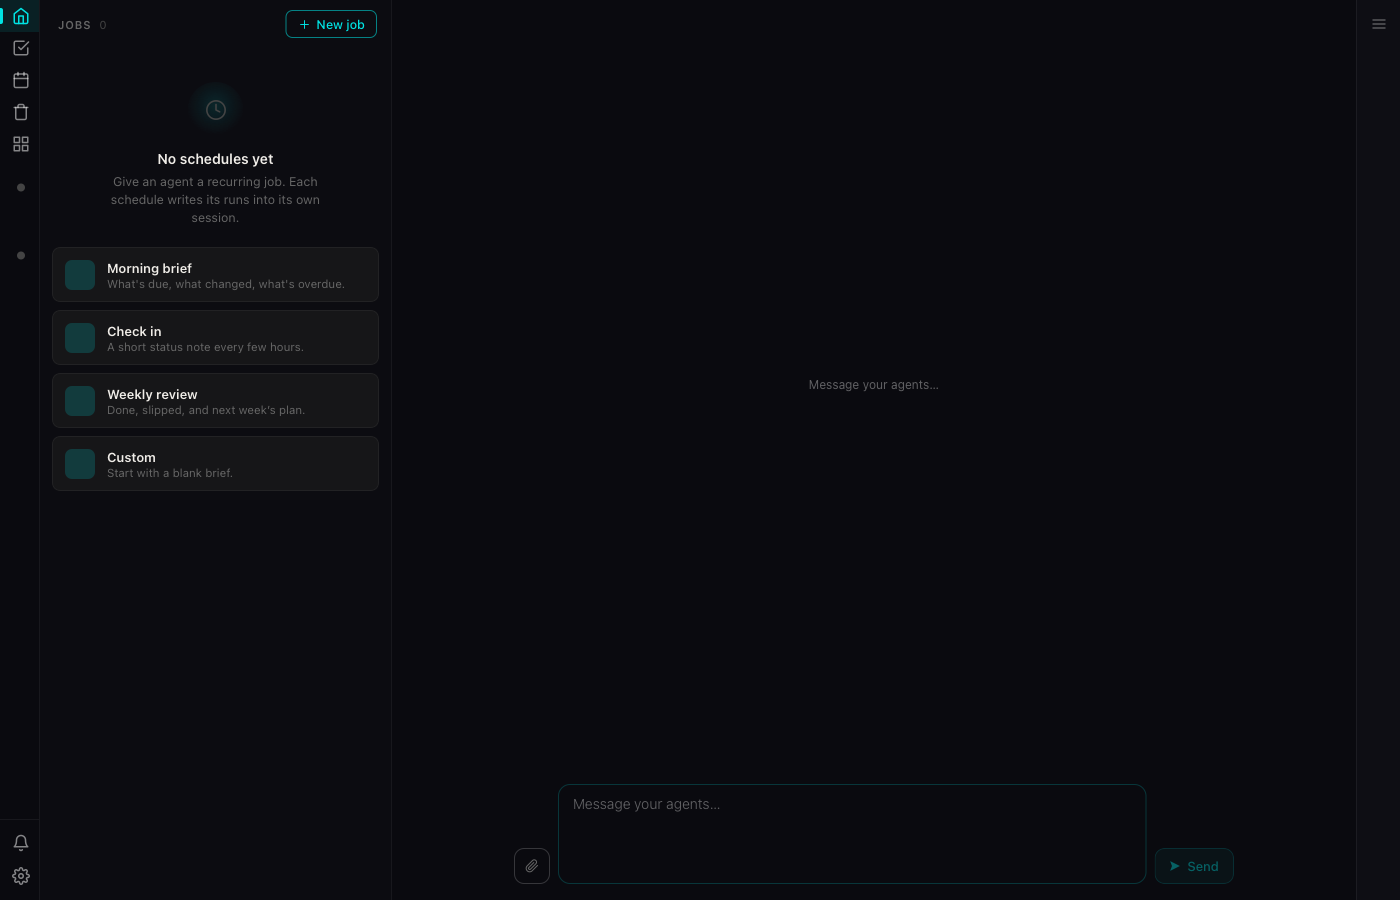 JOBS 0
New job
No schedules yet
Give an agent a recurring job. Each
schedule writes its runs into its own
session.
Morning brief
What's due, what changed, what's overdue.
Check in
A short status note every few hours.
Weekly review
Done, slipped, and next week's plan.
Custom
Start with a blank brief.
Message your agents...
Message your agents...
Send